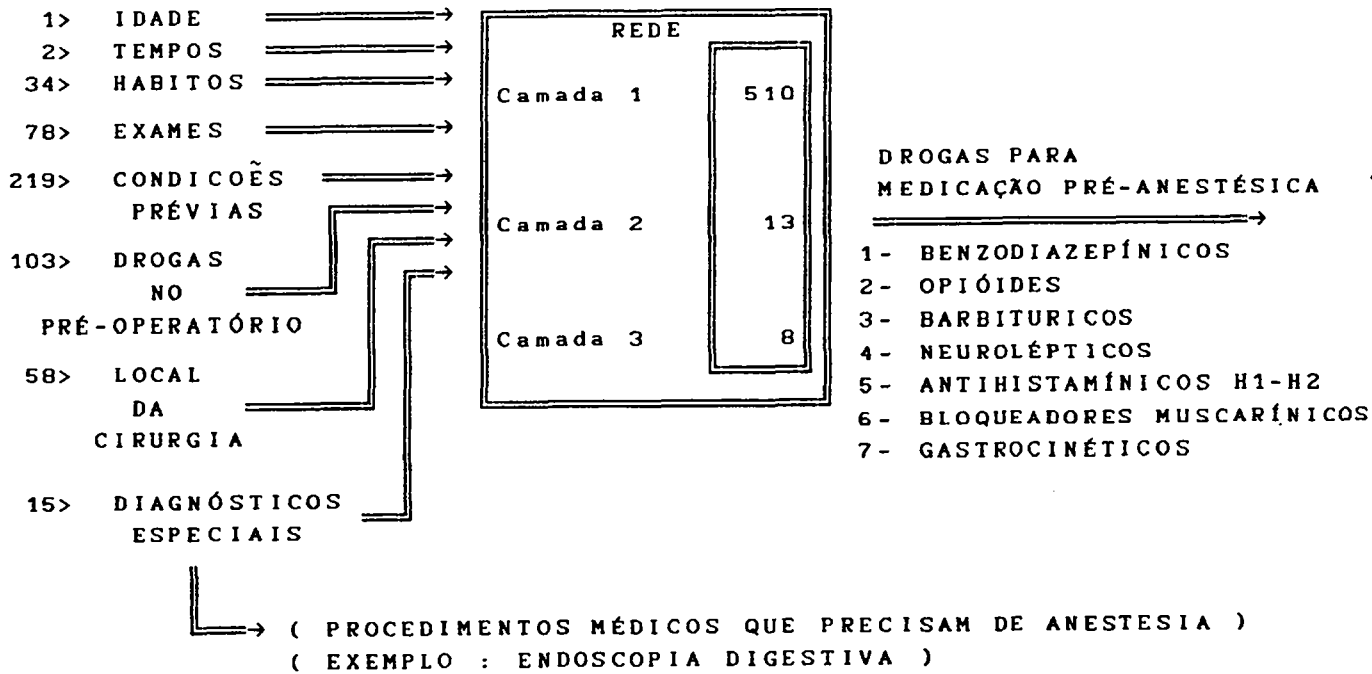 1> IDADE
2> TEMPOS
34> HABITOS
78> EXAMES
219> CONDICOẼS
PRÉVIAS
103> DROGAS
NO
PRÉ-OPERATÓRIO
58> LOCAL
DA
CIRURGIA
15> DIAGNÓSTICOS
ESPECIAIS
( PROCEDIMENTOS MÉDICOS QUE PRECISAM DE ANESTESIA )
( EXEMPLO : ENDOSCOPIA DIGESTIVA )
REDE
Camada 1 510
Camada 2 13
Camada 3 8
DROGAS PARA
MEDICAÇÃO PRÉ-ANESTÉSICA
1- BENZODIAZEPÍNICOS
2- OPIÓIDES
3- BARBITURICOS
4- NEUROLÉPTICOS
5- ANTIHISTAMÍNICOS H1-H2
6- BLOQUEADORES MUSCARÍNICOS
7- GASTROCINÉTICOS